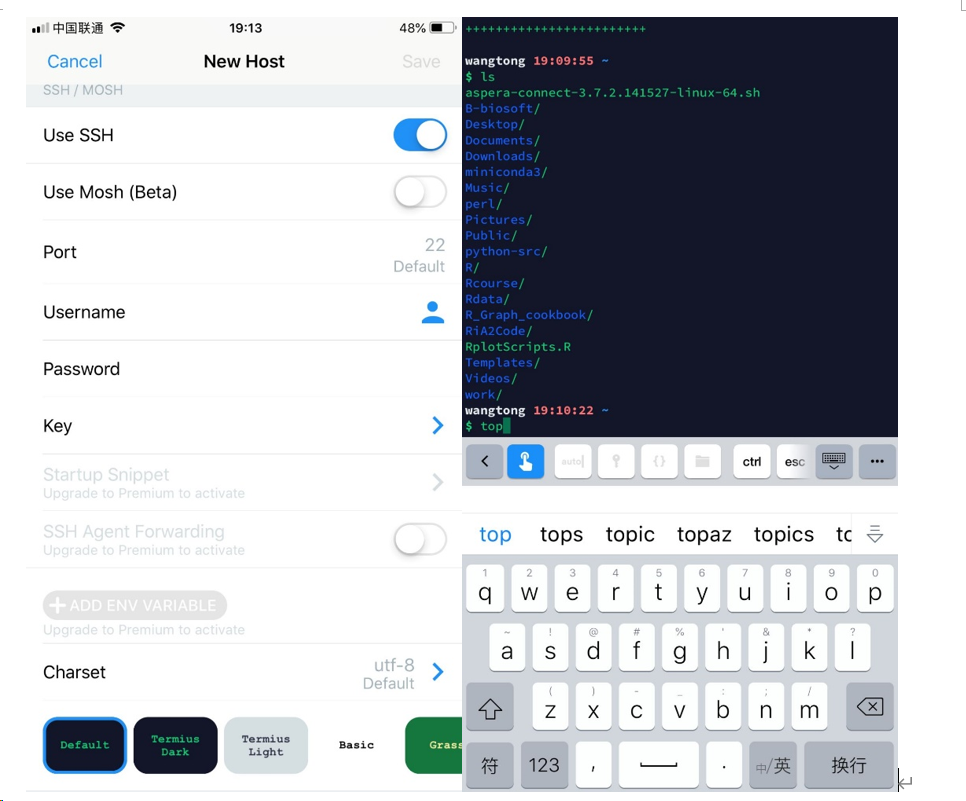 中国联通 19:13 48%
Cancel New Host Save
SSH / MOSH
Use SSH
Use Mosh (Beta)
Port 22
Default
Username
Password
Key
Startup Snippet
Upgrade to Premium to activate
SSH Agent Forwarding
Upgrade to Premium to activate
+ ADD ENV VARIABLE
Upgrade to Premium to activate
Charset utf-8
Default
Default
Termius
Dark
Termius
Light
Basic
Grass
++++++++++++++++++++++++
wangtong 19:09:55 ~
$ ls
aspera-connect-3.7.2.141527-linux-64.sh
B-biosoft/
Desktop/
Documents/
Downloads/
miniconda3/
Music/
perl/
Pictures/
Public/
python-src/
R/
Rcourse/
Rdata/
R_Graph_cookbook/
RiA2Code/
RplotScripts.R
Templates/
Videos/
work/
wangtong 19:10:22 ~
$ top
auto {} ctrl esc ...
top tops topic topaz topics to
1 2 3 4 5 6 7 8 9 0
q w e r t y u i o p
~ ! @ # % ' & * ?
a s d f g h j k l
( ) - _ : ; /
z x c v b n m
符 123 , . 中/英 换行